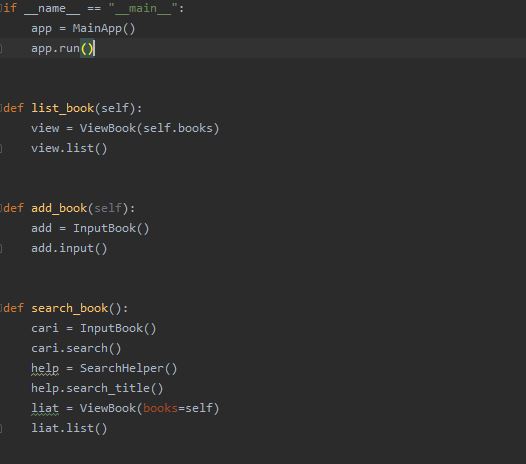 if __name__ == "__main__":
    app = MainApp()
    app.run()
def list_book(self):
    view = ViewBook(self.books)
    view.list()
def add_book(self):
    add = InputBook()
    add.input()
def search_book():
    cari = InputBook()
    cari.search()
    help = SearchHelper()
    help.search_title()
    liat = ViewBook(books=self)
    liat.list()